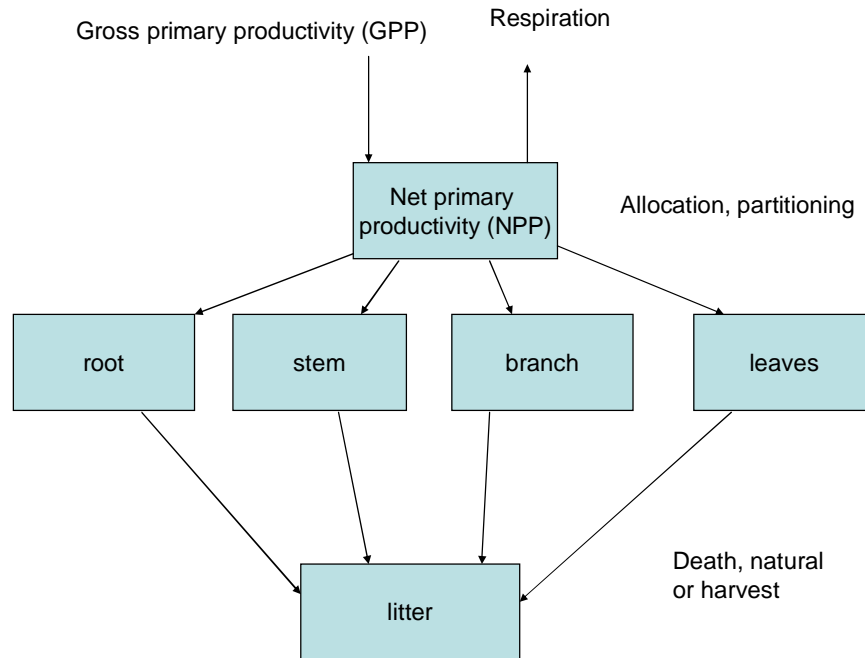 Gross primary productivity (GPP)
Respiration
Net primary
productivity (NPP)
Allocation, partitioning
root
stem
branch
leaves
Death, natural
or harvest
litter